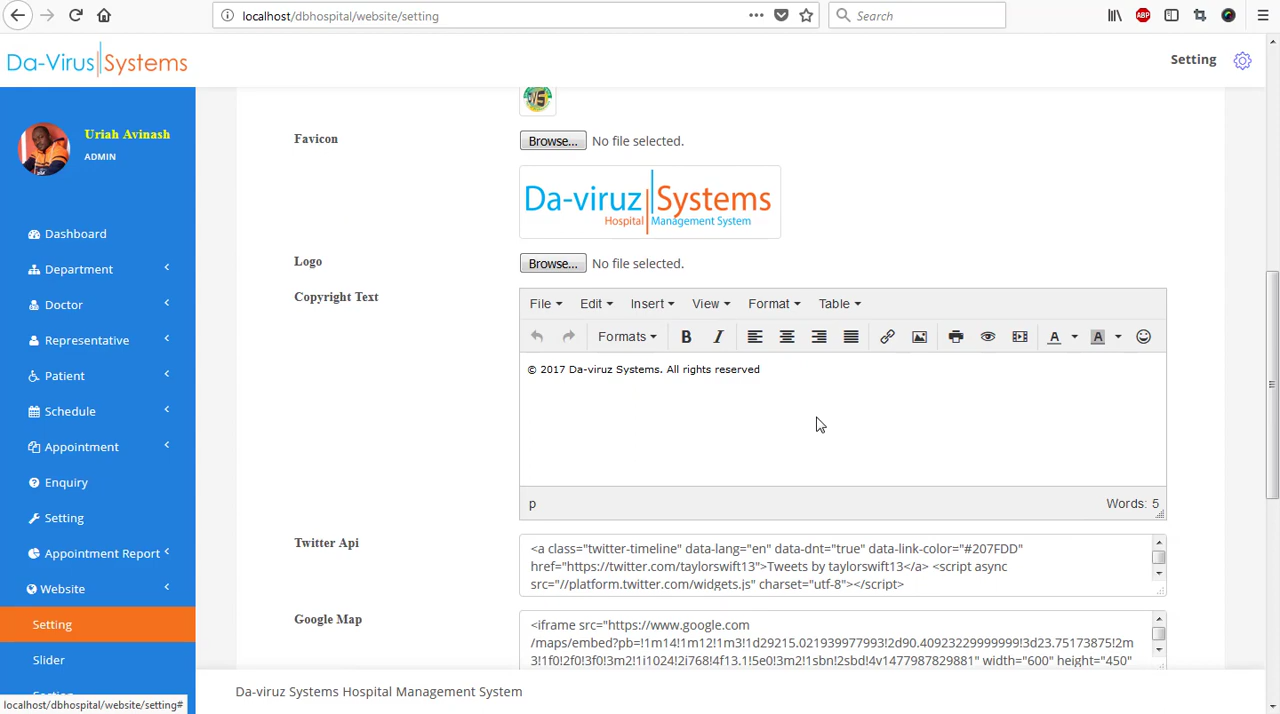 localhost/dbhospital/website/setting
Search
ABP
Da-Virus Systems
Setting
Uriah Avinash
ADMIN
Dashboard
Department
Doctor
Representative
Patient
Schedule
Appointment
Enquiry
Setting
Appointment Report
Website
Setting
Slider
localhost/dbhospital/website/setting#
Favicon
Browse... No file selected.
Da-viruz Systems
Hospital Management System
Logo
Browse... No file selected.
Copyright Text
File Edit Insert View Format Table
Formats B I A A
© 2017 Da-viruz Systems. All rights reserved
p Words: 5
Twitter Api
<a class="twitter-timeline" data-lang="en" data-dnt="true" data-link-color="#207FDD"
href="https://twitter.com/taylorswift13">Tweets by taylorswift13</a> <script async
src="//platform.twitter.com/widgets.js" charset="utf-8"></script>
Google Map
<iframe src="https://www.google.com
/maps/embed?pb=!1m14!1m12!1m3!1d29215.021939977993!2d90.40923229999999!3d23.75173875!2m
3!1f0!2f0!3f0!3m2!1i1024!2i768!4f13.1!5e0!3m2!1sbn!2sbd!4v1477987829881" width="600" height="450"
Da-viruz Systems Hospital Management System